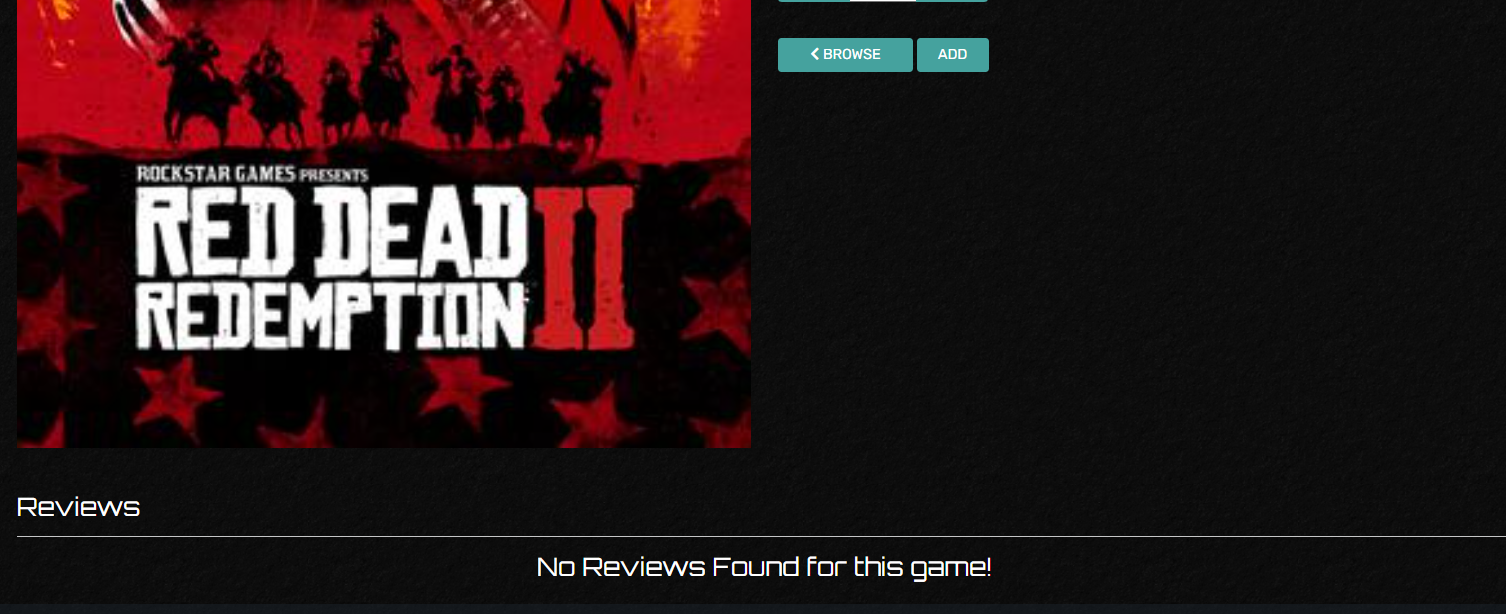 BROWSE
ADD
ROCKSTAR GAMES PRESENTS
RED DEAD
REDEMPTION II
Reviews
No Reviews Found for this game!